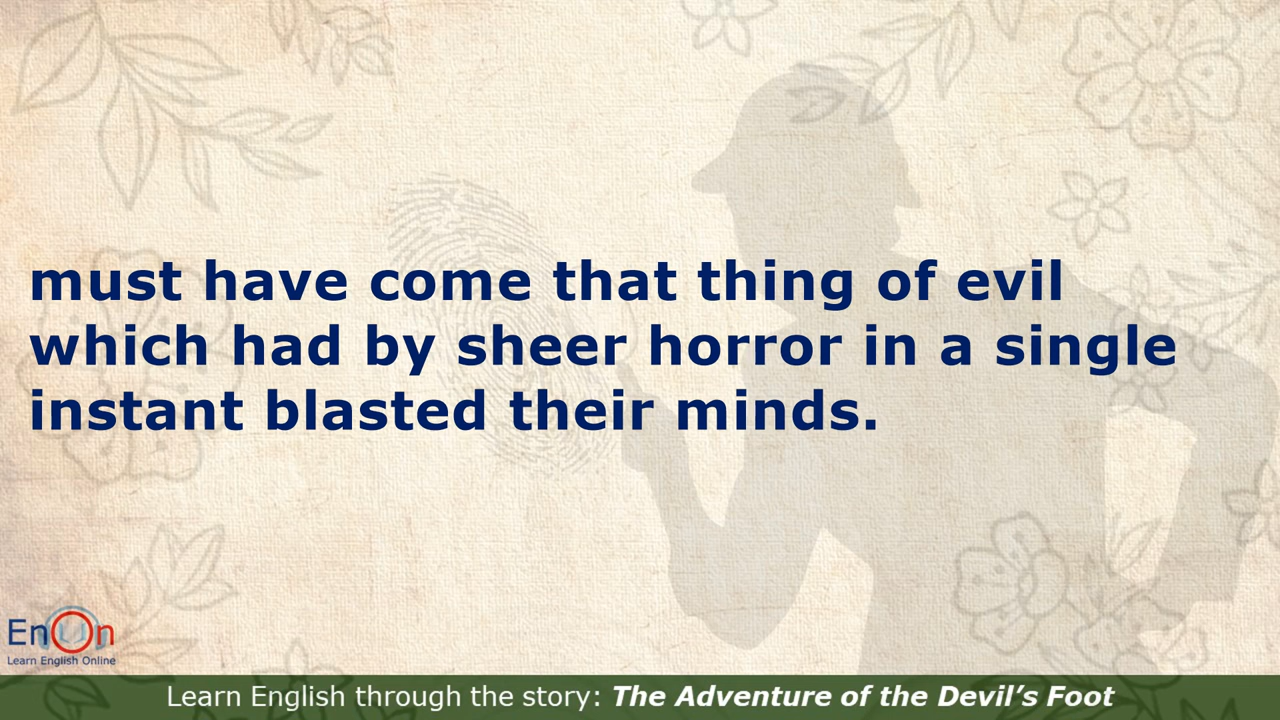 must have come that thing of evil
which had by sheer horror in a single
instant blasted their minds.
EnOn
Learn English Online
Learn English through the story: The Adventure of the Devil’s Foot